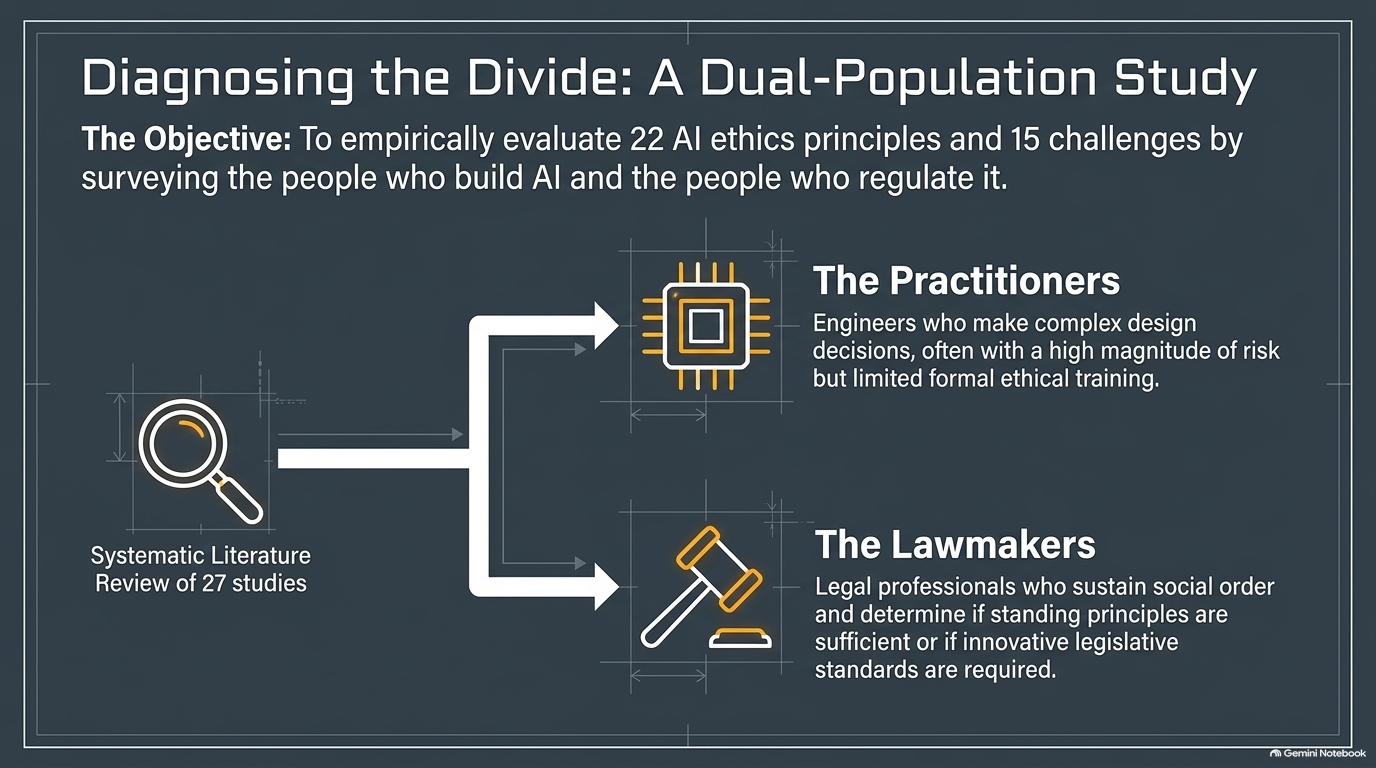 Diagnosing the Divide: A Dual-Population Study
The Objective: To empirically evaluate 22 AI ethics principles and 15 challenges by
surveying the people who build AI and the people who regulate it.
The Practitioners
Engineers who make complex design
decisions, often with a high magnitude of risk
but limited formal ethical training.
Systematic Literature
Review of 27 studies
The Lawmakers
Legal professionals who sustain social order
and determine if standing principles are
sufficient or if innovative legislative
standards are required.
Gemini Notebook